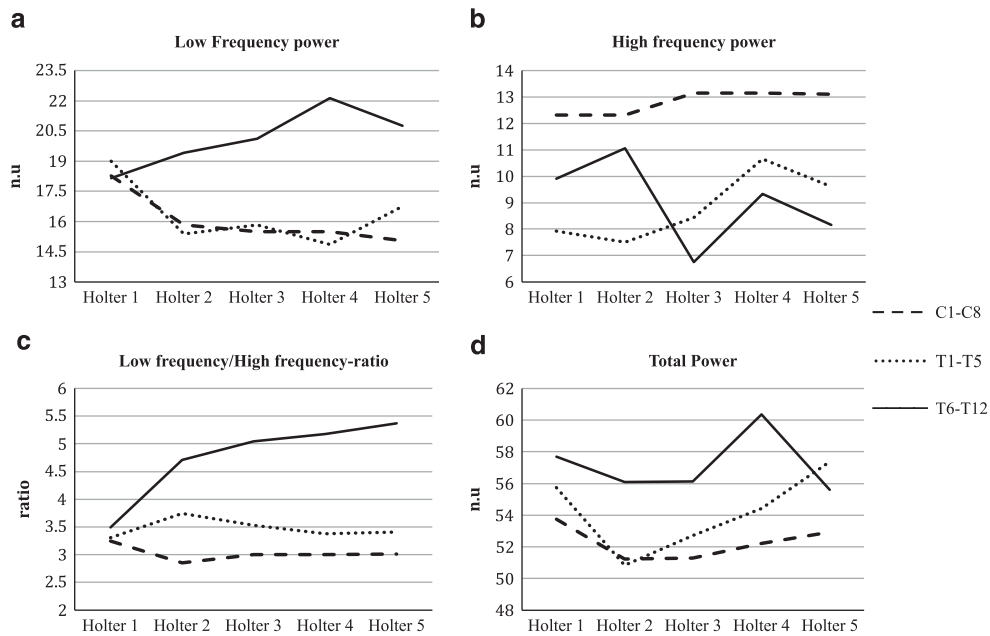 a
Low Frequency power
23.5
22
20.5
19
17.5
16
14.5
13
n.u
Holter 1 Holter 2 Holter 3 Holter 4 Holter 5
b
High frequency power
14
13
12
11
10
9
8
7
6
n.u
Holter 1 Holter 2 Holter 3 Holter 4 Holter 5
C1-C8
T1-T5
T6-T12
c
Low frequency/High frequency-ratio
6
5.5
5
4.5
4
3.5
3
2.5
2
ratio
Holter 1 Holter 2 Holter 3 Holter 4 Holter 5
d
Total Power
62
60
58
56
54
52
50
48
n.u
Holter 1 Holter 2 Holter 3 Holter 4 Holter 5